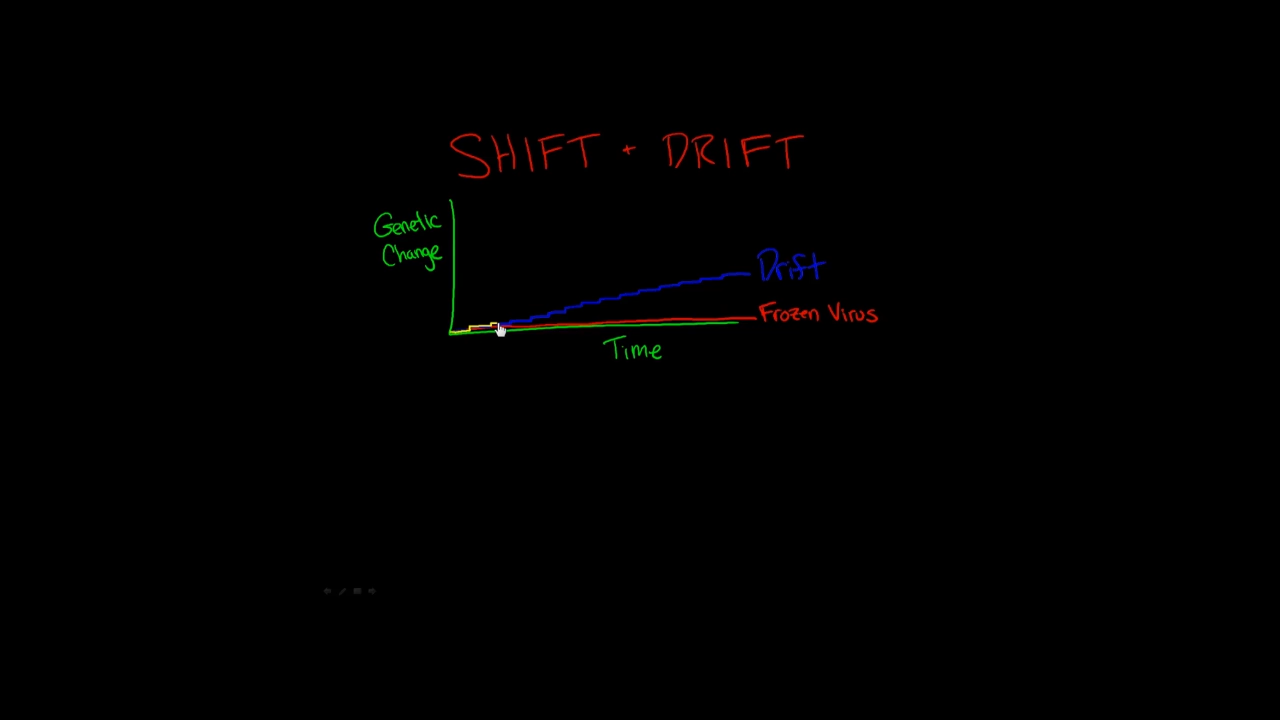 SHIFT + DRIFT
Genetic
Change
Drift
Frozen Virus
Time